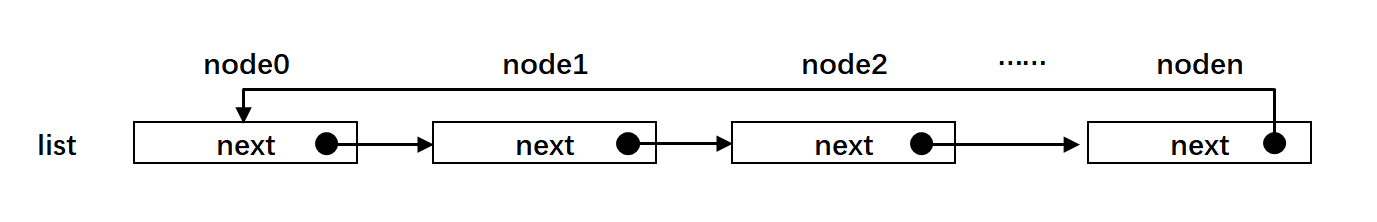 node0 node1 node2 …… noden
list next next next next